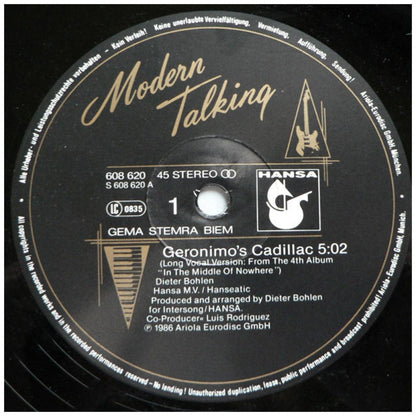 Alle Urheber- und Leistungsschutzrechte vorbehalten - Kein Verleih! Keine unerlaubte Vervielfältigung, Vermietung, Aufführung, Sendung! Ariola-Eurodisc GmbH, München.
Modern
Talking
608 620
S 608 620 A
45 STEREO
LC 0835
1
HANSA
GEMA STEMRA BIEM
Geronimo's Cadillac 5:02
(Long Vocal Version: From The 4th Album
"In The Middle Of Nowhere")
Dieter Bohlen
Hansa M.V. / Hanseatic
Produced and arranged by Dieter Bohlen
for Intersong/HANSA.
Co-Producer: Luis Rodriguez
℗ 1986 Ariola Eurodisc GmbH
All copyrights in the recorded works and in the recorded performances reserved - No lending! Unauthorized duplication, lease, public performance and broadcast prohibited.